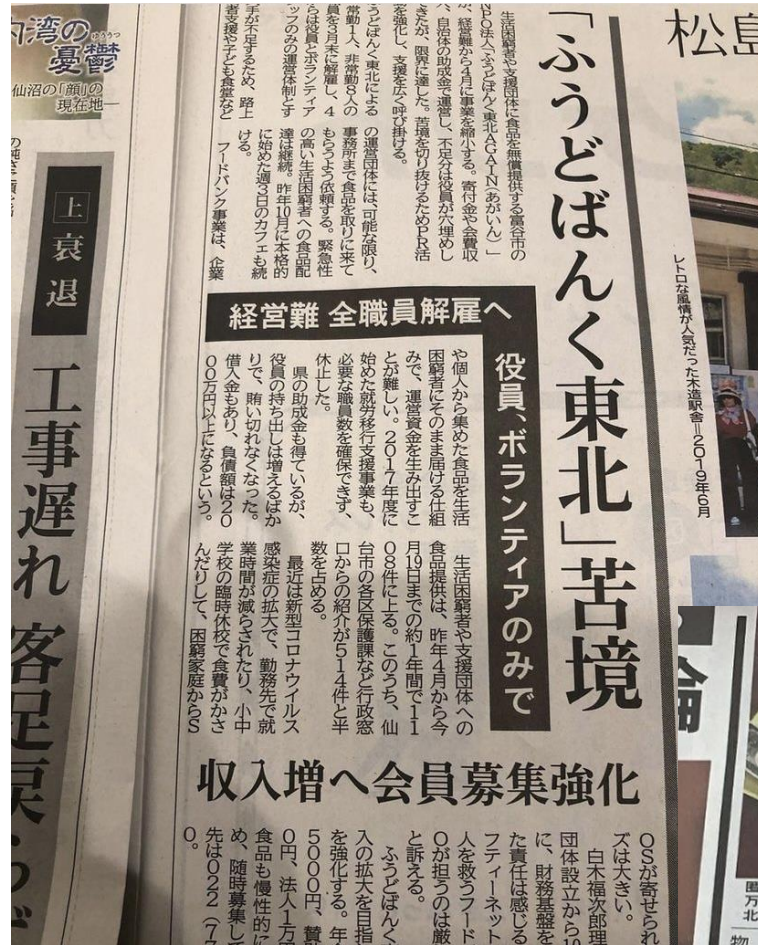 「ふうどばんく東北」苦境
経営難 全職員解雇へ
役員、ボランティアのみで
収入増へ会員募集強化
生活困窮者や支援団体に食品を無償提供する富谷市の
NPO法人「ふうどばんく東北AGAIN(あがいん)」
が、経営難から4月に事業を縮小する。寄付金や会費収
入、自治体の助成金で運営し、不足分は役員が穴埋めし
てきたが、限界に達した。苦境を切り抜けるためPR活
を強化し、支援を広く呼び掛ける。
うどばんく東北による
常勤1人、非常勤8人の
員を3月末に解雇し、4
らは役員とボランティア
ッフのみの運営体制とす
手が不足するため、路上
者支援や子ども食堂など
の運営団体には、可能な限り、
事務所まで食品を取りに来て
もらうよう依頼する。緊急性
の高い生活困窮者への食品配
達は継続。昨年10月に本格的
に始めた週3日のカフェも続
ける。
フードバンク事業は、企業
や個人から集めた食品を生活
困窮者にそのまま届ける仕組
みで、運営資金を生み出すこ
とが難しい。2017年度に
始めた就労移行支援事業も、
必要な職員数を確保できず、
休止した。
県の助成金も得ているが、
役員の持ち出しは増えるばか
りで、賄い切れなくなった。
借入金もあり、負債額は20
00万円以上になるという。
生活困窮者や支援団体への
食品提供は、昨年4月から今
月19日までの約1年間で11
08件に上る。このうち、仙
台市の各区保護課など行政窓
口からの紹介が514件と半
数を占める。
最近は新型コロナウイルス
感染症の拡大で、勤務先で就
業時間が減らされたり、小中
学校の臨時休校で食費がかさ
んだりして、困窮家庭からS
OSが寄せられ
ズは大きい。
白木福次郎理
団体設立から10
に、財務基盤を
た責任は感じる
フティーネット
人を救うフード
Oが担うのは厳
と訴える。
ふうどばんく
入の拡大を目指
を強化する。年
5000円、賛
0円、法人1万
食品も慢性的に
め、随時募集し
先は022(77
0。
松島
レトロな風情が人気だった木造駅舎=2019年6月
内湾の
憂鬱
ゆううつ
仙沼の「顔」の
現在地
上 衰退
工事遅れ 客足戻